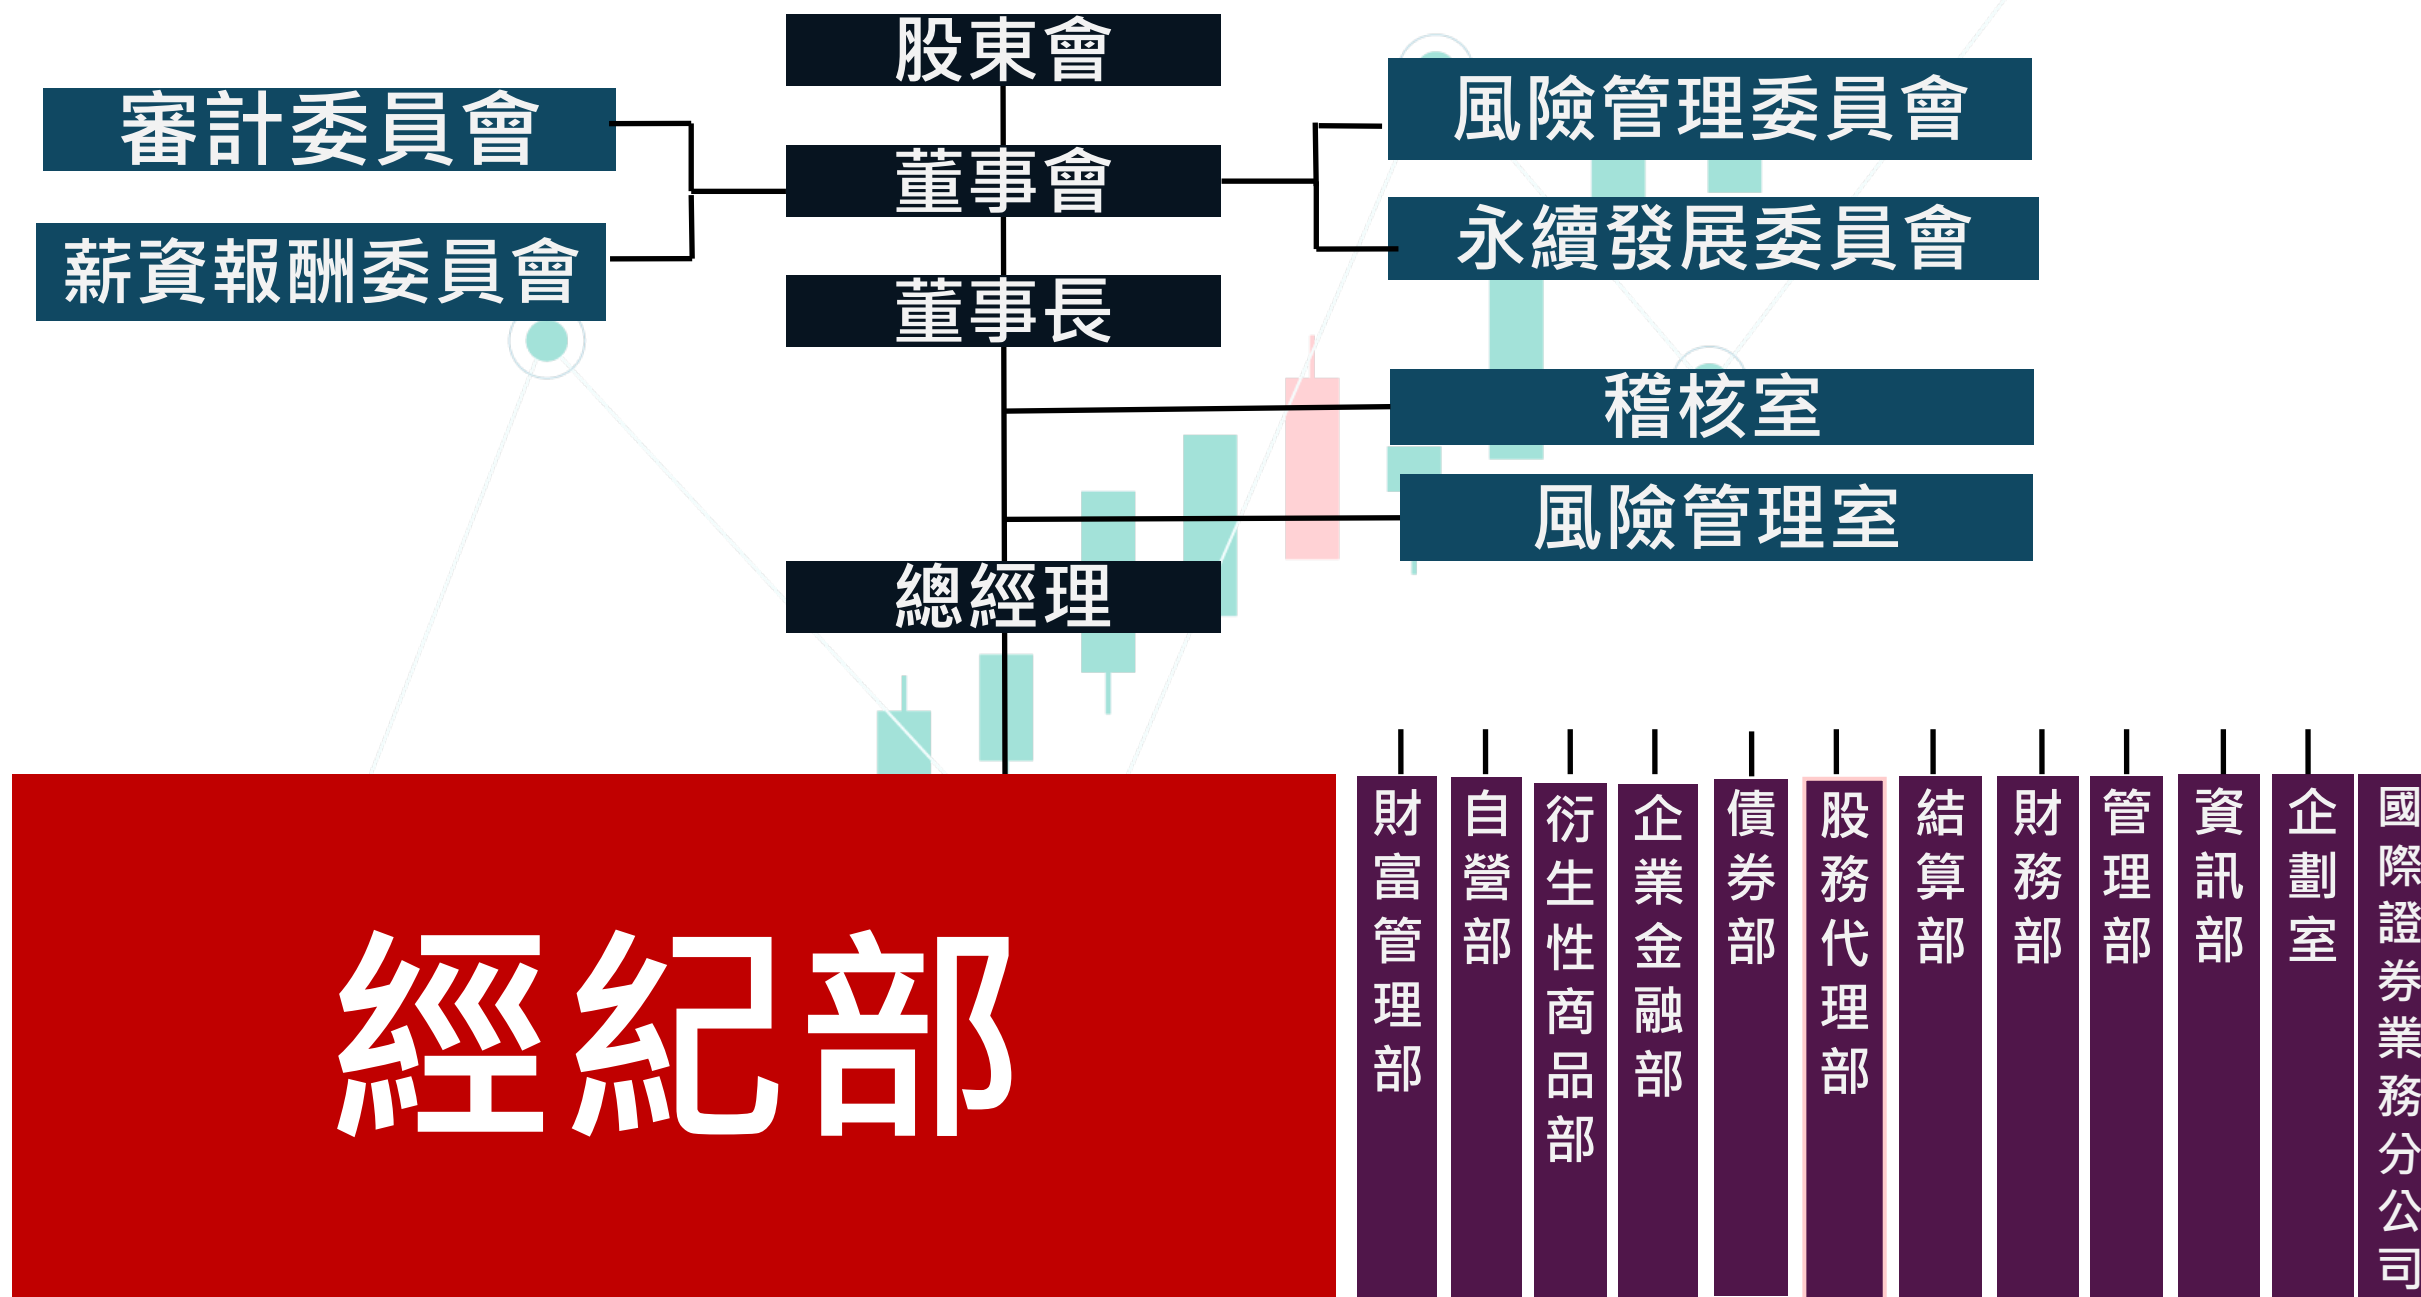 股東會
審計委員會
董事會
風險管理委員會
薪資報酬委員會
永續發展委員會
董事長
稽核室
風險管理室
總經理
經紀部
財富管理部
自營部
衍生性商品部
企業金融部
債券部
股務代理部
結算部
財務部
管理部
資訊部
企劃室
國際證券業務分公司